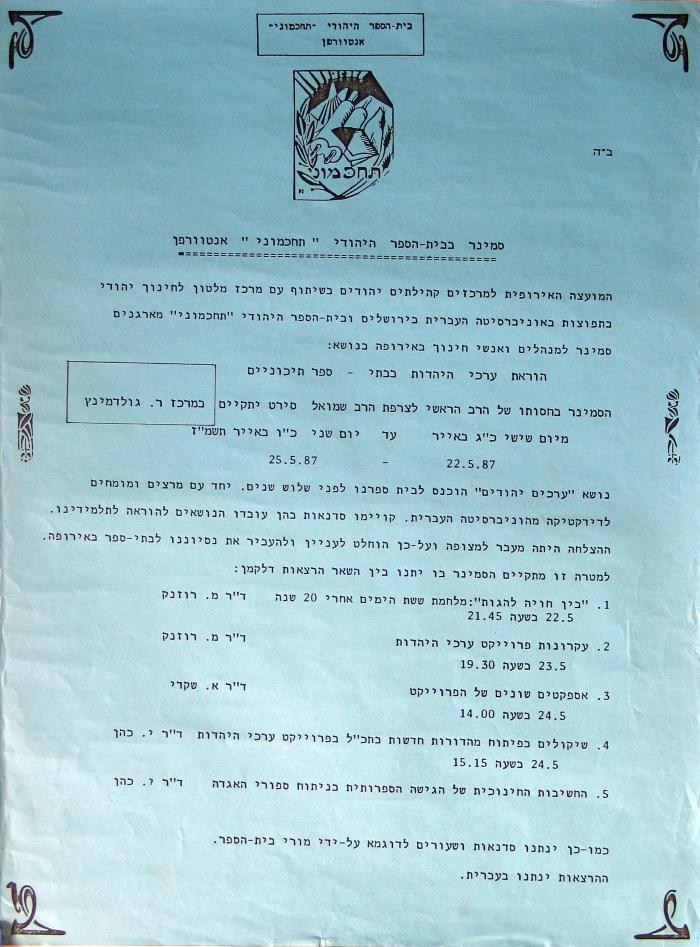 בית-הספר היהודי -תחכמוני-
אנטוורפן
תחכמוני
ב"ה
סמינר בבית-הספר היהודי "תחכמוני" אנטוורפן
המועצה האירופית למרכזים קהילתים יהודים בשיתוף עם מרכז מלטון לחינוך יהודי
בתפוצות באוניברסיטה העברית בירושלים ובית-הספר היהודי "תחכמוני" מארגנים
סמינר למנהלים ואנשי חינוך באירופה בנושא:
הוראת ערכי היהדות בבתי - ספר תיכוניים
הסמינר בחסותו של הרב הראשי לצרפת הרב שמואל סירט יתקיים במרכז ר. גולדמינץ
מיום שישי כ"ג באייר עד יום שני כ"ו באייר תשמ"ז
22.5.87 - 25.5.87
נושא "ערכים יהודים" הוכנס לבית ספרנו לפני שלוש שנים. יחד עם מרצים ומומחים
לדידקטיקה מהוניברסיטה העברית. קויימו סדנאות בהן עובדו הנושאים להוראה לתלמידינו.
ההצלחה היתה מעבר למצופה ועל-כן הוחלט לעניין ולהעביר את נסיוננו לבתי-ספר באירופה.
למטרה זו מתקיים הסמינר בו יתנו בין השאר הרצאות דלקמן:
1. "בין חויה להגות":מלחמת ששת הימים אחרי 20 שנה ד"ר מ. רוזנק
22.5 בשעה 21.45
2. עקרונות פרוייקט ערכי היהדות ד"ר מ. רוזנק
23.5 בשעה 19.30
3. אספקטים שונים של הפרוייקט ד"ר א. שקדי
24.5 בשעה 14.00
4. שיקולים בפיתוח מהדורות חדשות בתכ"ל בפרוייקט ערכי היהדות ד"ר י. כהן
24.5 בשעה 15.15
5. החשיבות החינוכית של הגישה הספרותית בניתוח ספורי האגדה ד"ר י. כהן
כמו-כן ינתנו סדנאות ושעורים לדוגמא על-ידי מורי בית-הספר.
ההרצאות ינתנו בעברית.